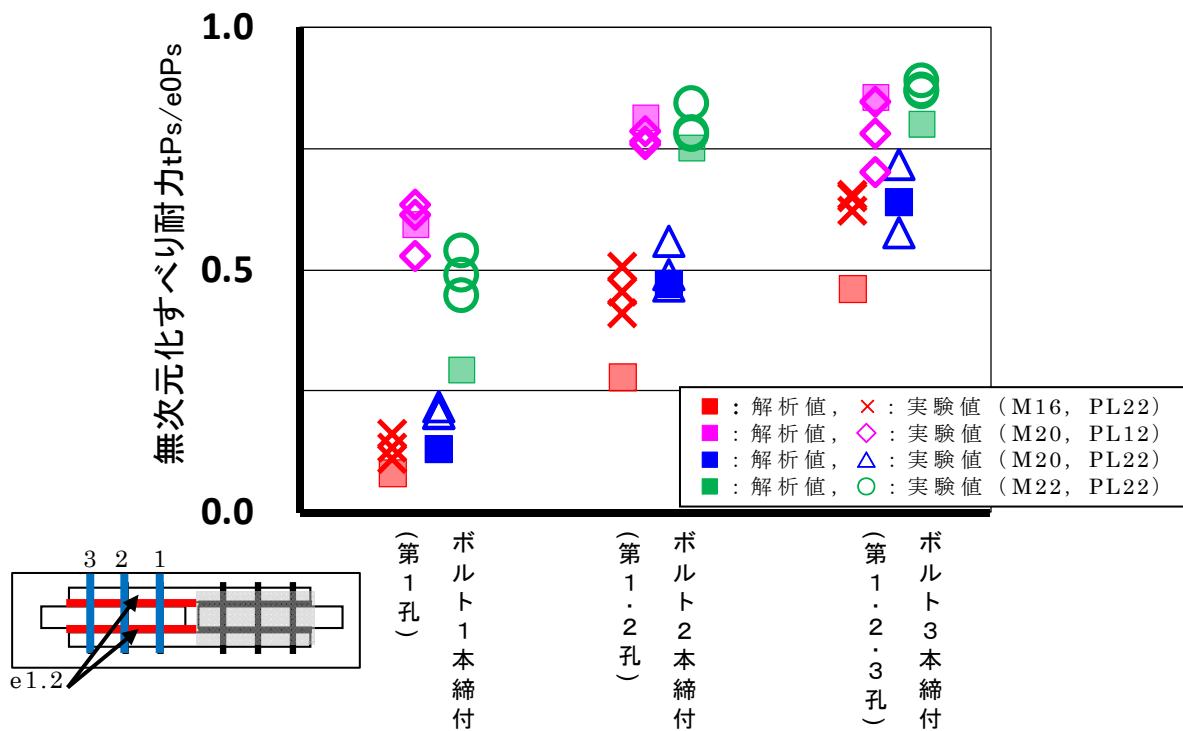 無次元化すべり耐力tPs/e0Ps
1.0
0.5
0.0
■：解析値，×：実験値（M16，PL22）
■：解析値，◇：実験値（M20，PL12）
■：解析値，△：実験値（M20，PL22）
■：解析値，○：実験値（M22，PL22）
ボルト1本締付
(第1孔)
ボルト2本締付
(第1・2孔)
ボルト3本締付
(第1・2・3孔)
3 2 1
e1.2